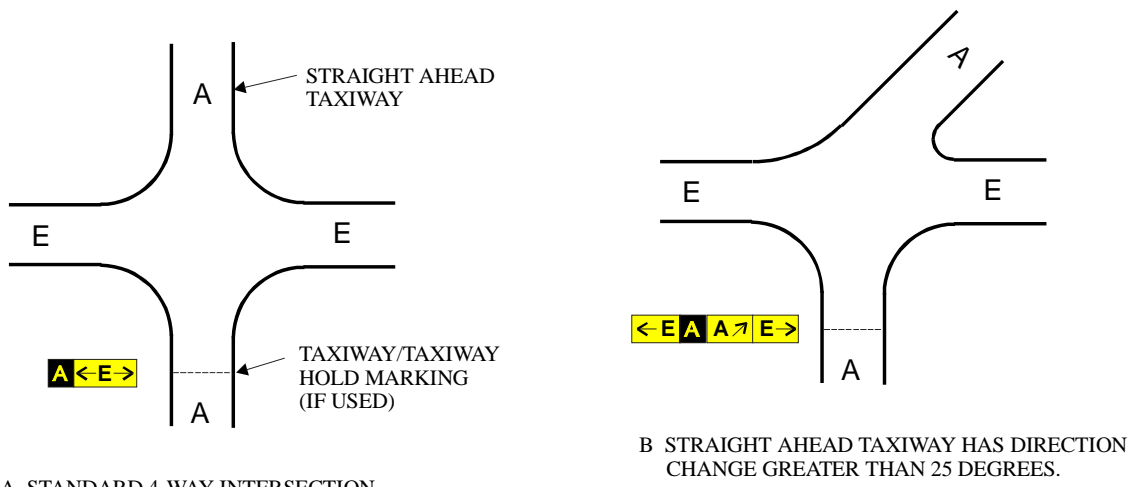 A
STRAIGHT AHEAD
TAXIWAY
E
E
A ←E→
TAXIWAY/TAXIWAY
HOLD MARKING
(IF USED)
A
A STANDARD 4-WAY INTERSECTION
A
E
E
←E A A↗ E→
A
B STRAIGHT AHEAD TAXIWAY HAS DIRECTION
CHANGE GREATER THAN 25 DEGREES.